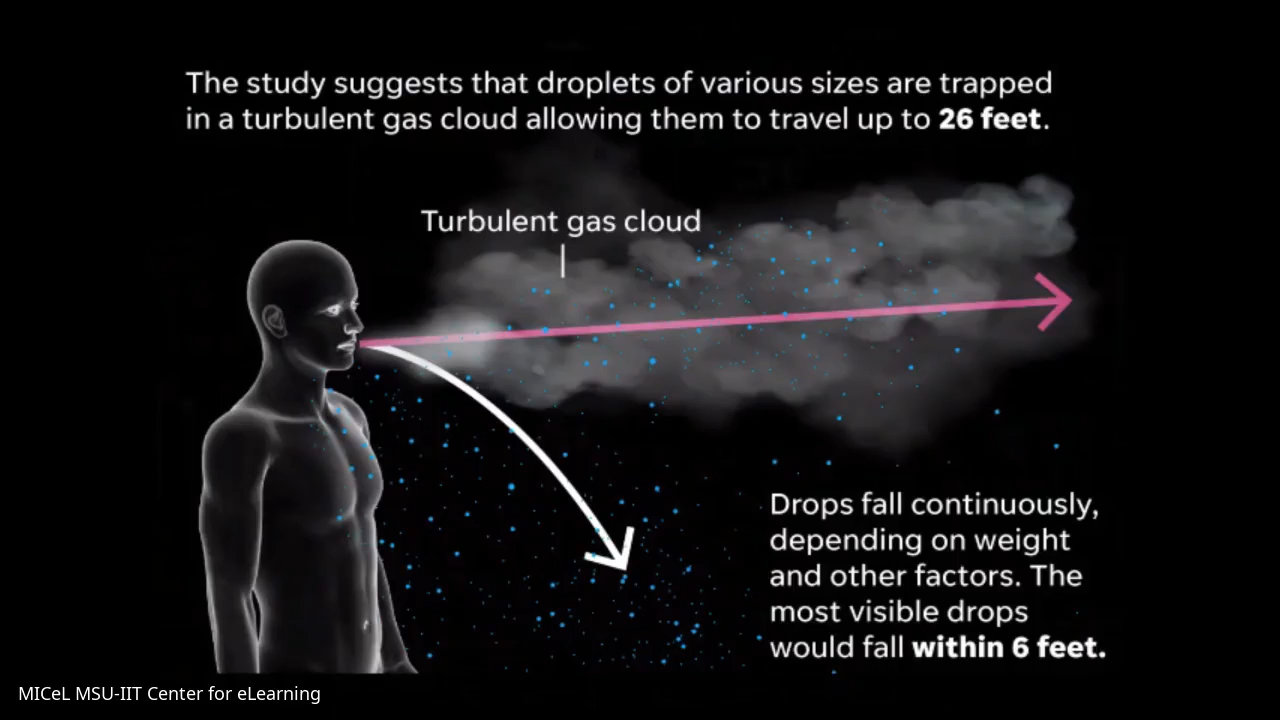 The study suggests that droplets of various sizes are trapped
in a turbulent gas cloud allowing them to travel up to 26 feet.
Turbulent gas cloud
Drops fall continuously,
depending on weight
and other factors. The
most visible drops
would fall within 6 feet.
MICeL MSU-IIT Center for eLearning